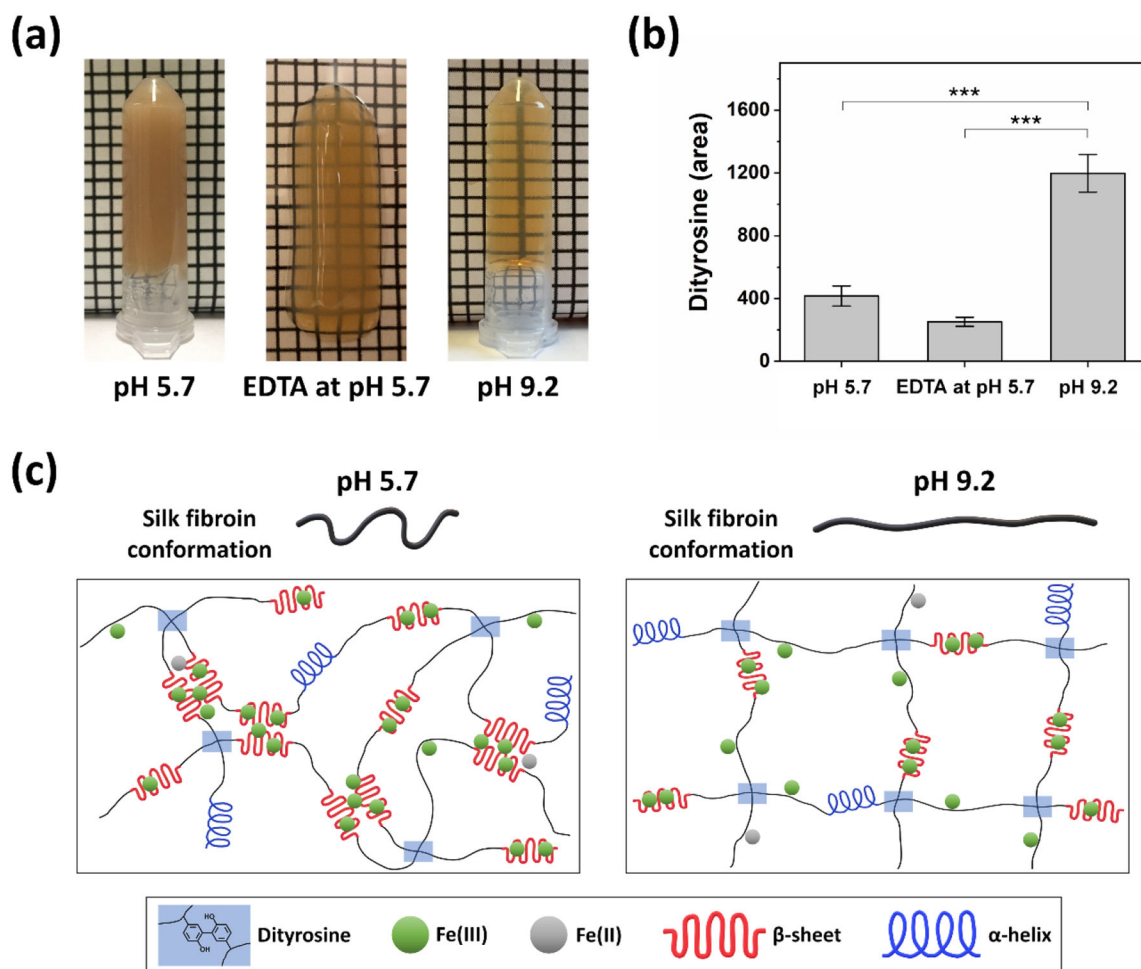 (a)
pH 5.7
EDTA at pH 5.7
pH 9.2
(b)
Dityrosine (area)
1600
1200
800
400
0
***
***
pH 5.7
EDTA at pH 5.7
pH 9.2
(c)
pH 5.7
Silk fibroin
conformation
pH 9.2
Silk fibroin
conformation
HO
OH
Dityrosine
Fe(III)
Fe(II)
β-sheet
α-helix